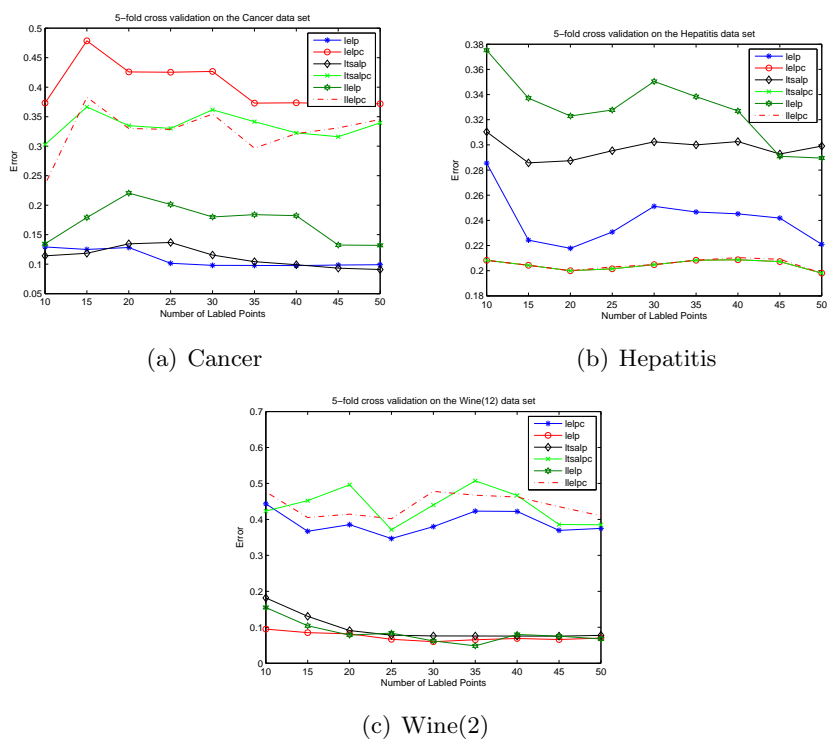 5−fold cross validation on the Cancer data set
0.5
0.45
0.4
0.35
0.3
0.25
0.2
0.15
0.1
0.05
Error
10 15 20 25 30 35 40 45 50
Number of Labled Points
lelp
lelpc
ltsalp
ltsalpc
llelp
llelpc
(a) Cancer
5−fold cross validation on the Hepatitis data set
0.38
0.36
0.34
0.32
0.3
0.28
0.26
0.24
0.22
0.2
0.18
Error
10 15 20 25 30 35 40 45 50
Number of Labled Points
lelp
lelpc
ltsalp
ltsalpc
llelp
llelpc
(b) Hepatitis
5−fold cross validation on the Wine(12) data set
0.7
0.6
0.5
0.4
0.3
0.2
0.1
0
Error
10 15 20 25 30 35 40 45 50
Number of Labled Points
lelpc
lelp
ltsalp
ltsalpc
llelp
llelpc
(c) Wine(2)